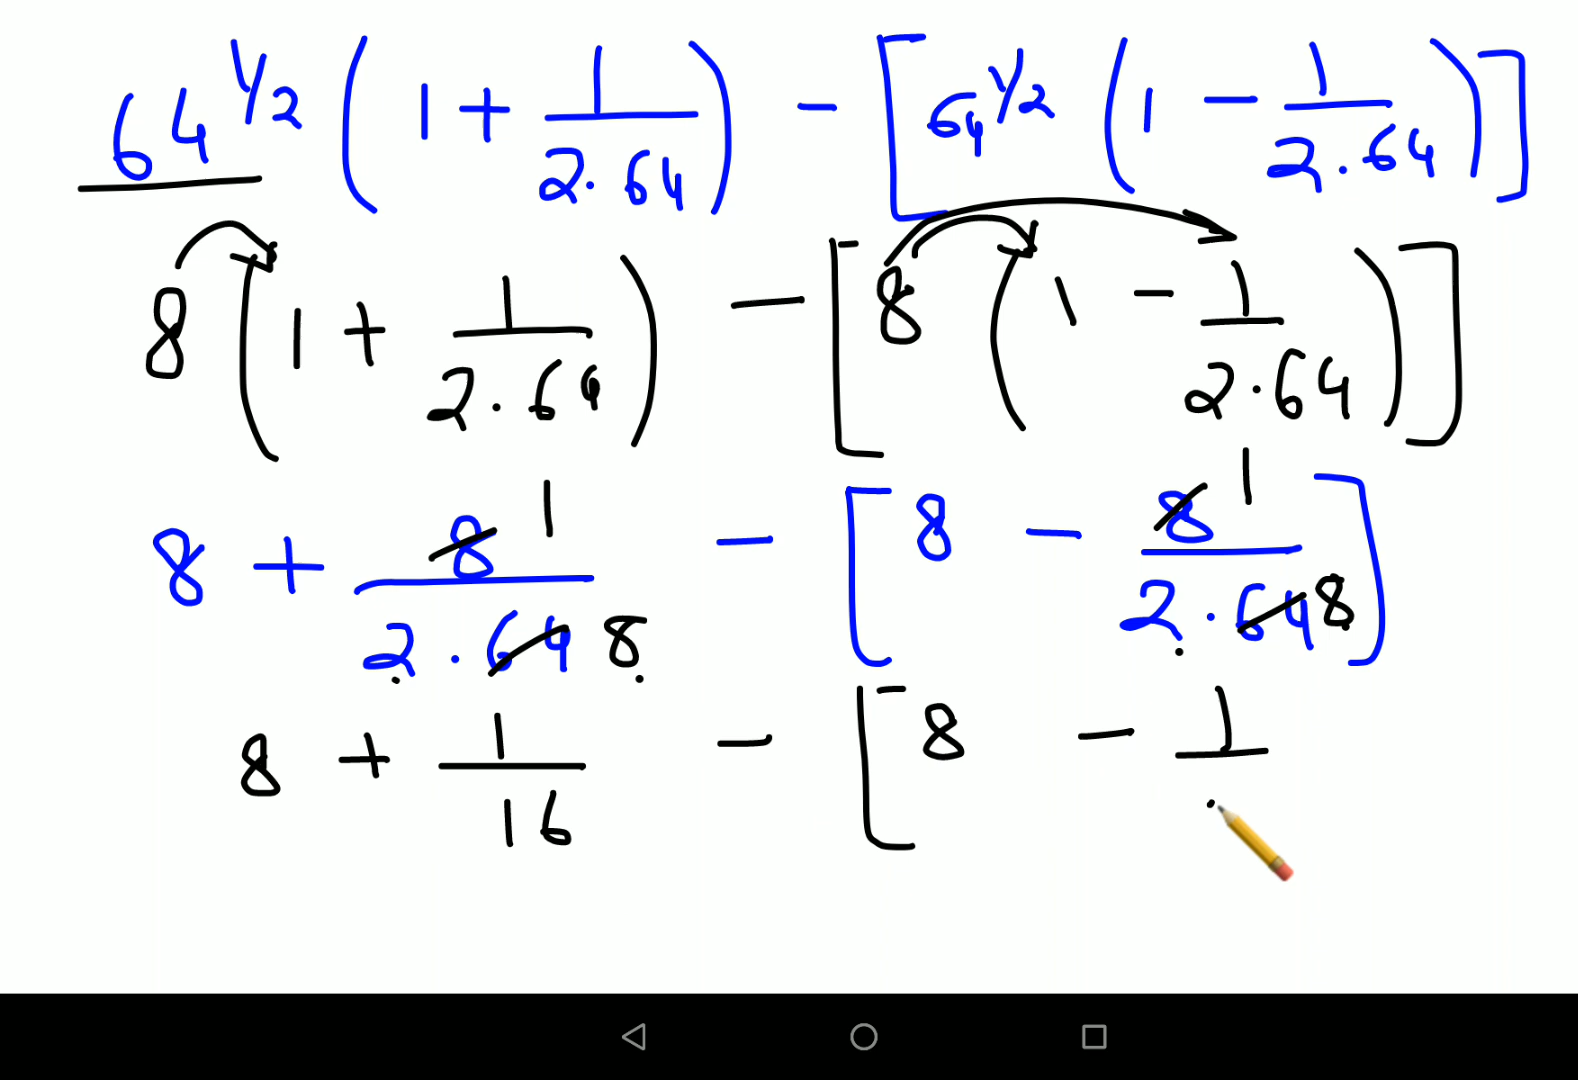 64^1/2 (1 + 1/2.64) - [64^1/2 (1 - 1/2.64)]
8 (1 + 1/2.64) - [8 (1 - 1/2.64)]
8 + 8 1/2.64 8 - [8 - 8 1/2.64 8]
8 + 1/16 - [8 - 1/